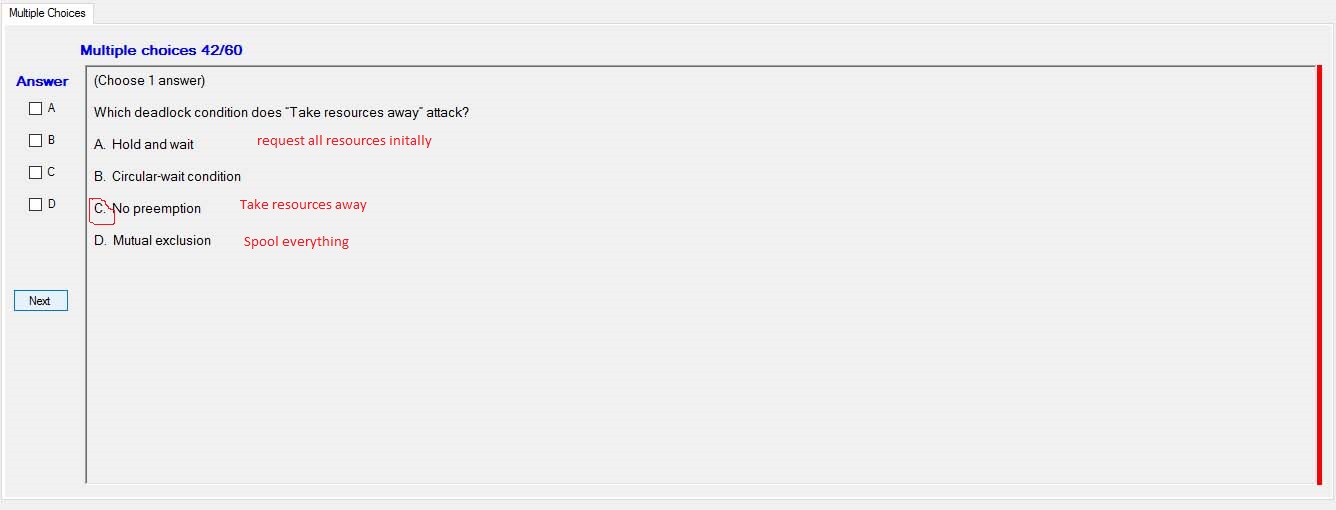 Multiple Choices
Multiple choices 42/60
Answer
A
B
C
D
Next
(Choose 1 answer)
Which deadlock condition does "Take resources away" attack?
A. Hold and wait request all resources initally
B. Circular-wait condition
C. No preemption Take resources away
D. Mutual exclusion Spool everything